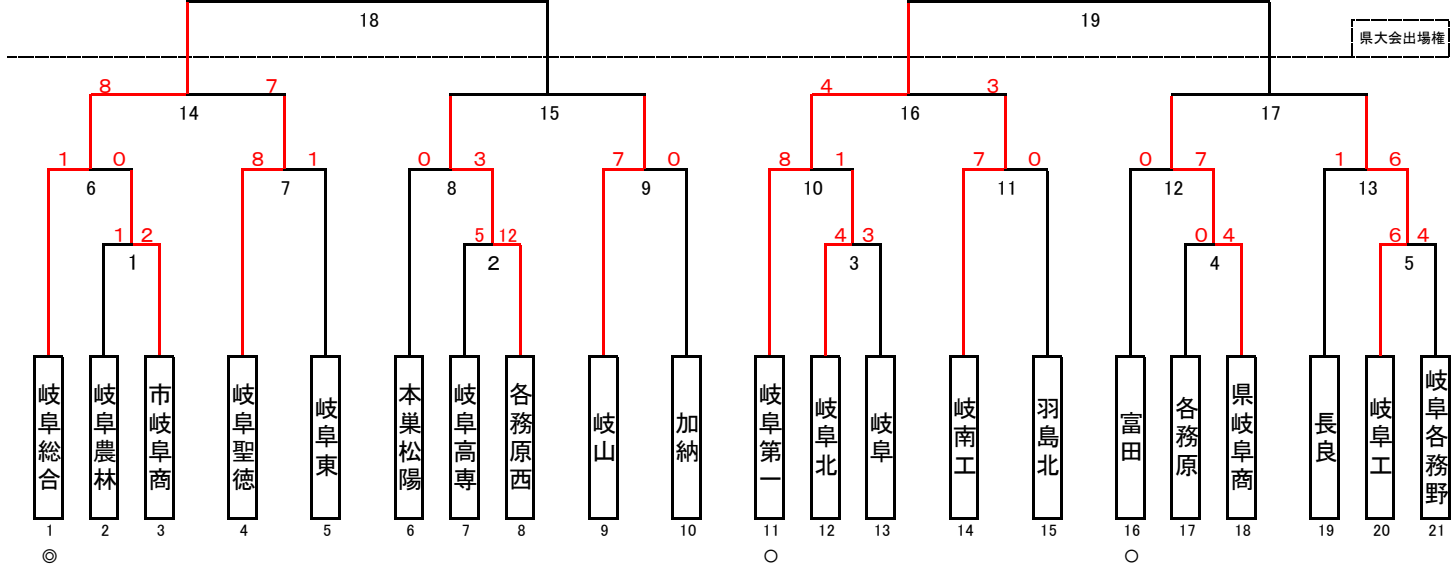 18 19
県大会出場権
8 7 4 3
14 15 16 17
1 0 8 1 0 3 7 0 8 1 7 0 0 7 1 6
6 7 8 9 10 11 12 13
1 2 5 12 4 3 0 4 6 4
1 2 3 4 5
岐阜総合
岐阜農林
市岐阜商
岐阜聖徳
岐阜東
本巣松陽
岐阜高専
各務原西
岐山
加納
岐阜第一
岐阜北
岐阜
岐南工
羽島北
富田
各務原
県岐阜商
長良
岐阜工
岐阜各務野
1 2 3 4 5 6 7 8 9 10 11 12 13 14 15 16 17 18 19 20 21
◎ ○ ○